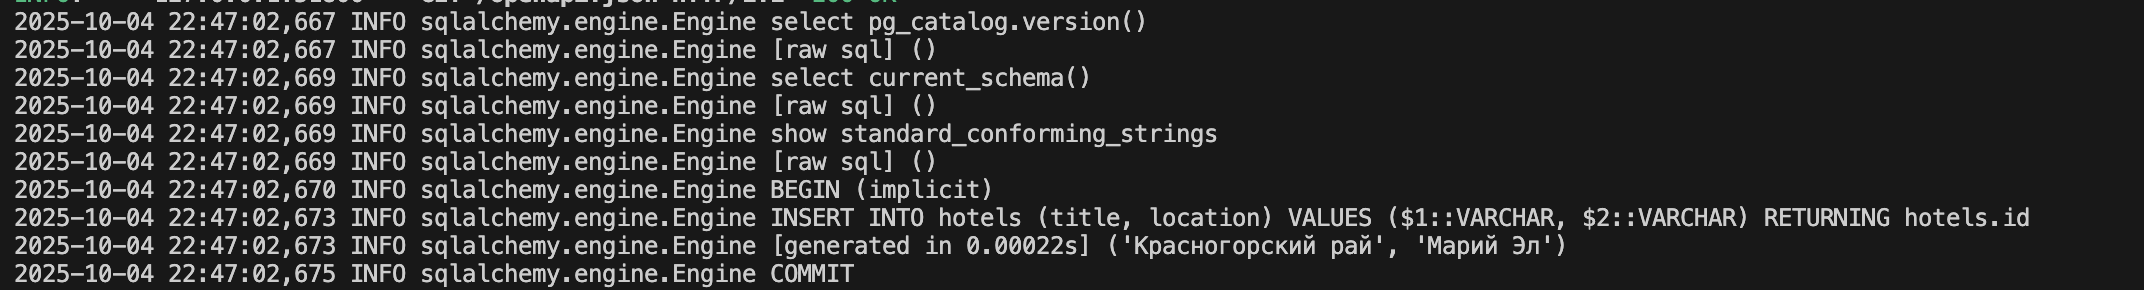 2025-10-04 22:47:02,667 INFO sqlalchemy.engine.Engine select pg_catalog.version()
2025-10-04 22:47:02,667 INFO sqlalchemy.engine.Engine [raw sql] ()
2025-10-04 22:47:02,669 INFO sqlalchemy.engine.Engine select current_schema()
2025-10-04 22:47:02,669 INFO sqlalchemy.engine.Engine [raw sql] ()
2025-10-04 22:47:02,669 INFO sqlalchemy.engine.Engine show standard_conforming_strings
2025-10-04 22:47:02,669 INFO sqlalchemy.engine.Engine [raw sql] ()
2025-10-04 22:47:02,670 INFO sqlalchemy.engine.Engine BEGIN (implicit)
2025-10-04 22:47:02,673 INFO sqlalchemy.engine.Engine INSERT INTO hotels (title, location) VALUES ($1::VARCHAR, $2::VARCHAR) RETURNING hotels.id
2025-10-04 22:47:02,673 INFO sqlalchemy.engine.Engine [generated in 0.00022s] ('Красногорский рай', 'Марий Эл')
2025-10-04 22:47:02,675 INFO sqlalchemy.engine.Engine COMMIT